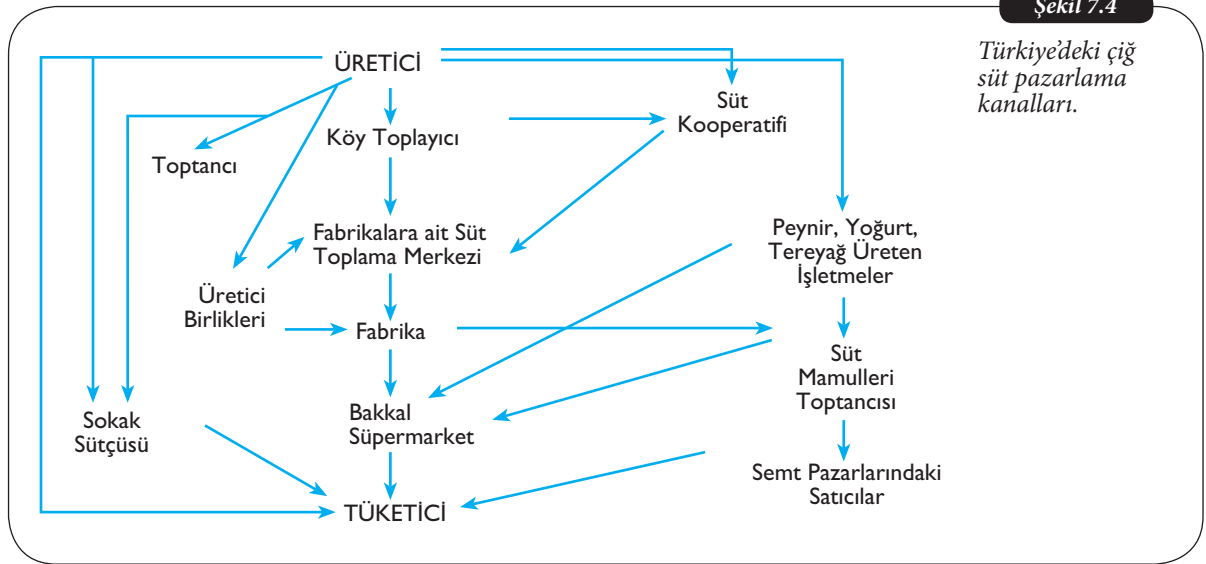 Şekil 7.4
Türkiye'deki çiğ
süt pazarlama
kanalları.
ÜRETİCİ
Süt
Kooperatifi
Köy Toplayıcı
Toptancı
Fabrikalara ait Süt
Toplama Merkezi
Peynir, Yoğurt,
Tereyağ Üreten
İşletmeler
Üretici
Birlikleri
Fabrika
Süt
Mamulleri
Toptancısı
Sokak
Sütçüsü
Bakkal
Süpermarket
Semt Pazarlarındaki
Satıcılar
TÜKETİCİ